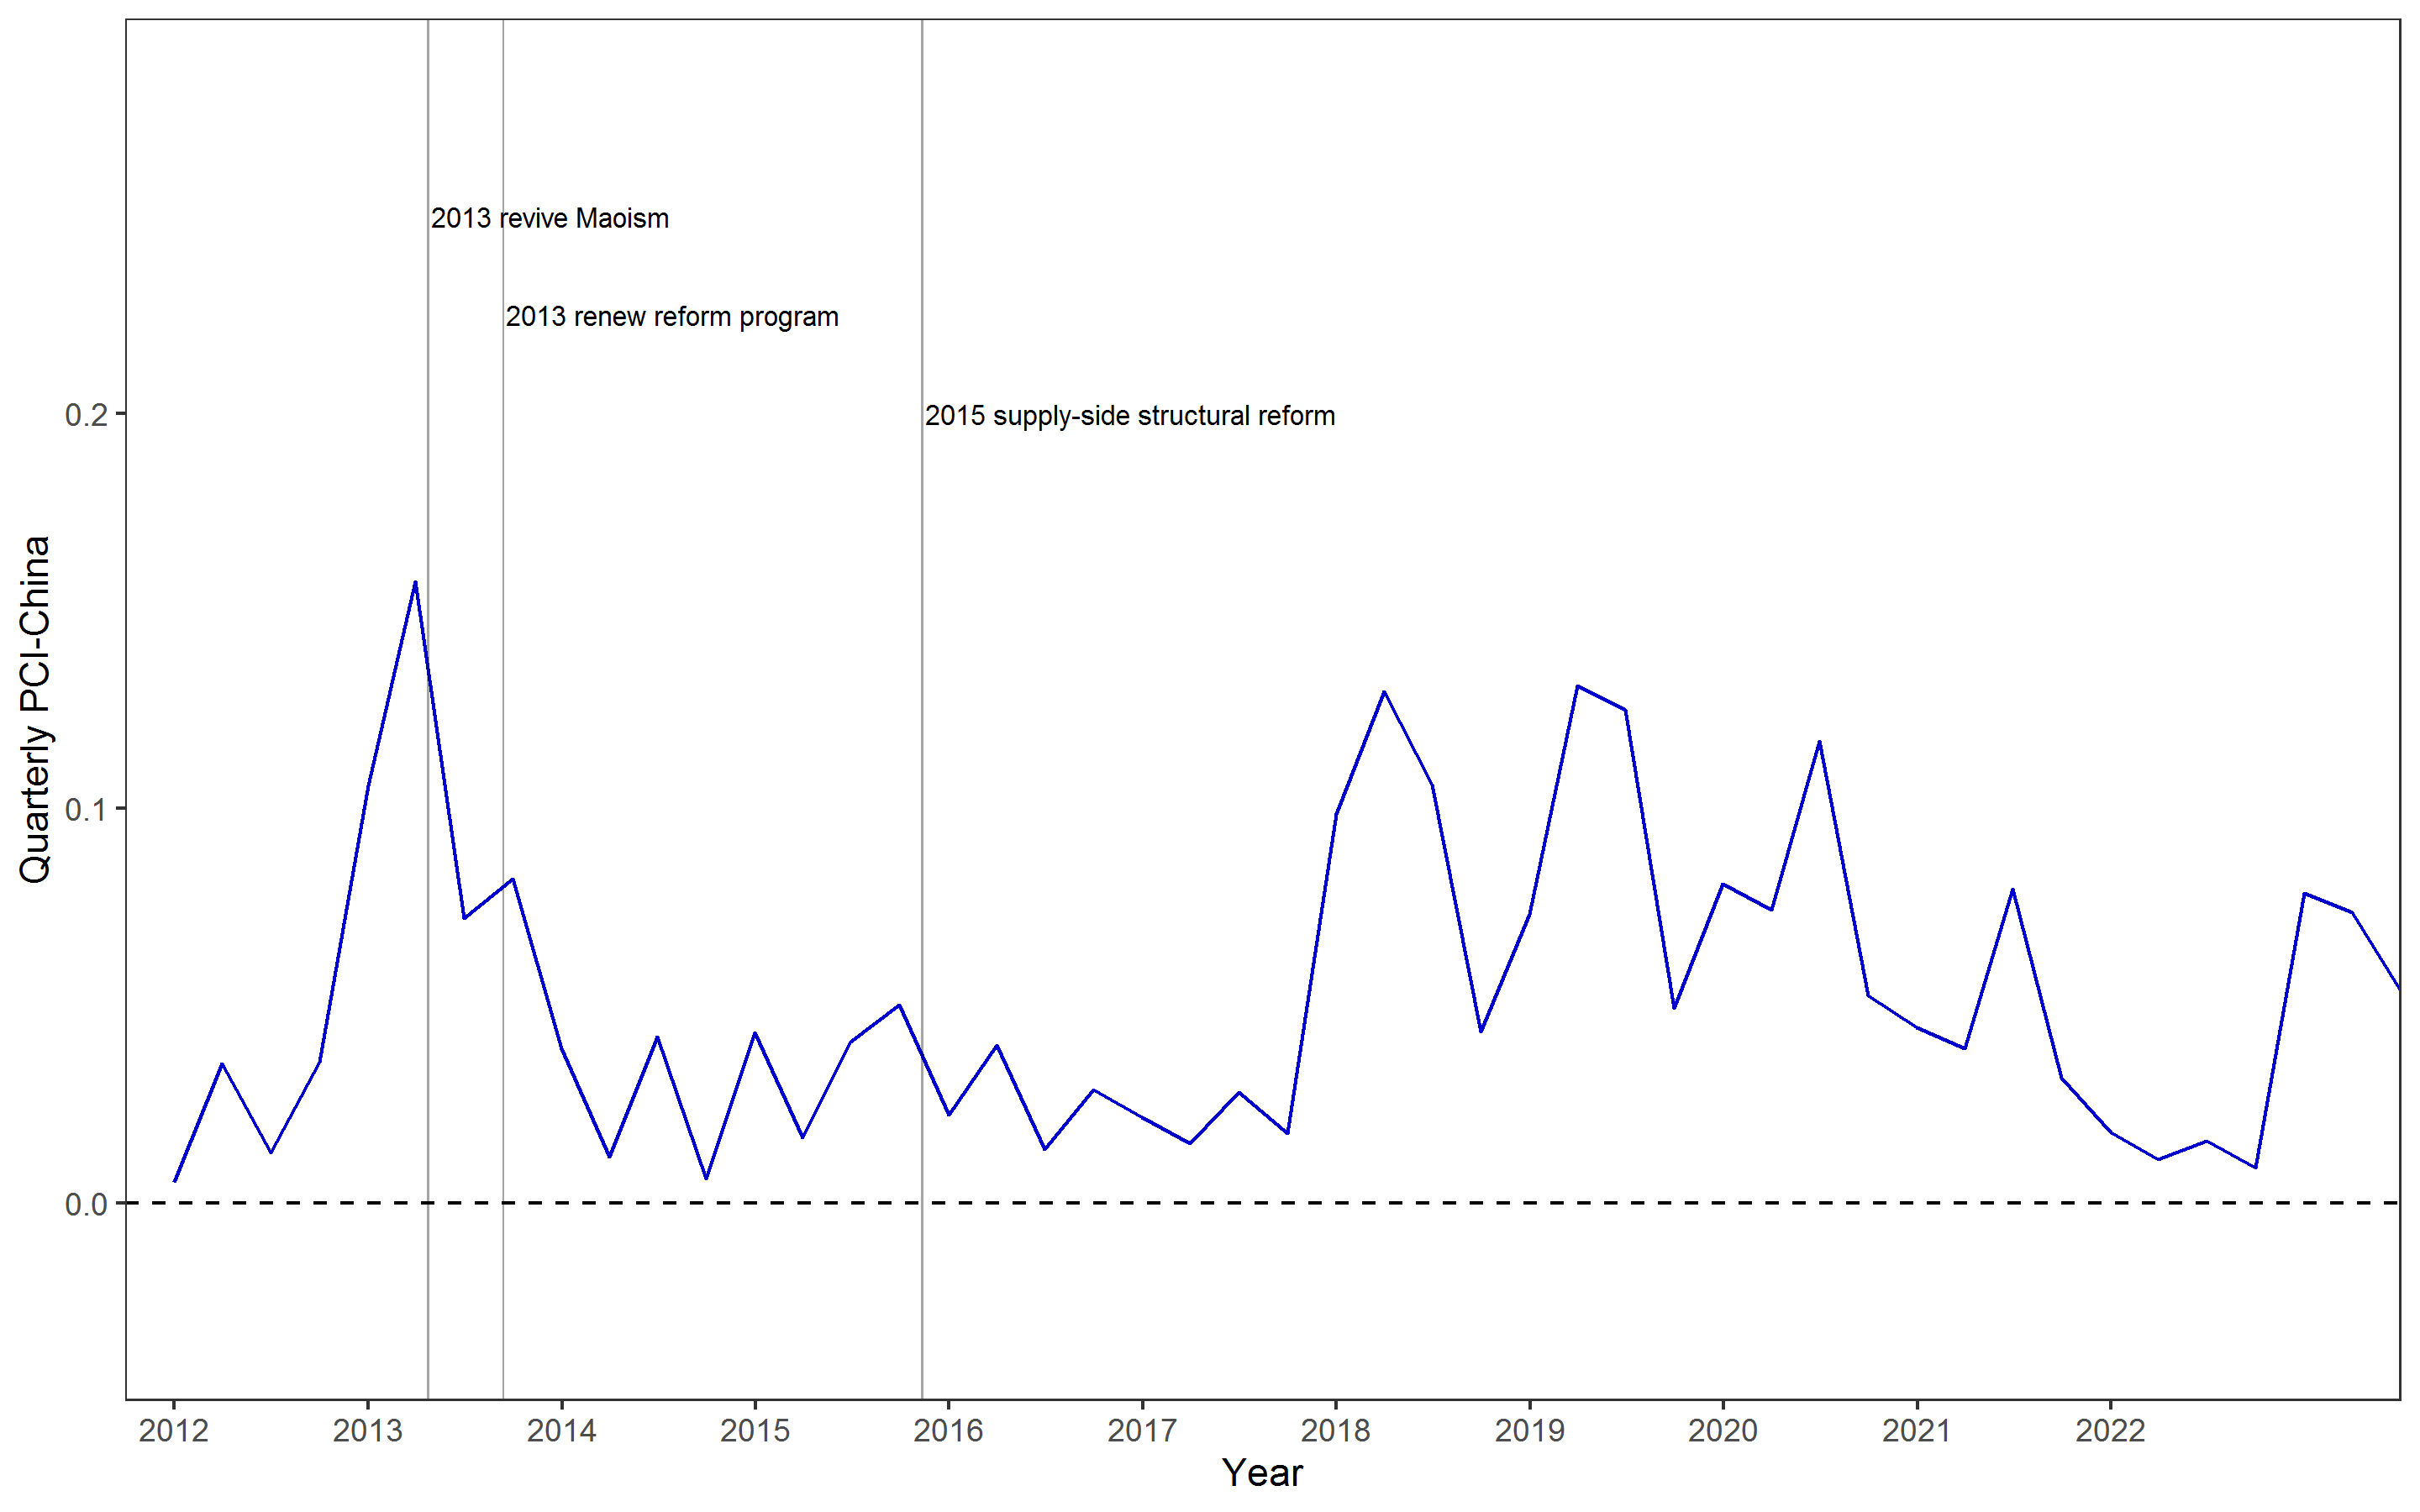 2013 revive Maoism
2013 renew reform program
2015 supply-side structural reform
Quarterly PCI-China
0.2
0.1
0.0
2012 2013 2014 2015 2016 2017 2018 2019 2020 2021 2022
Year